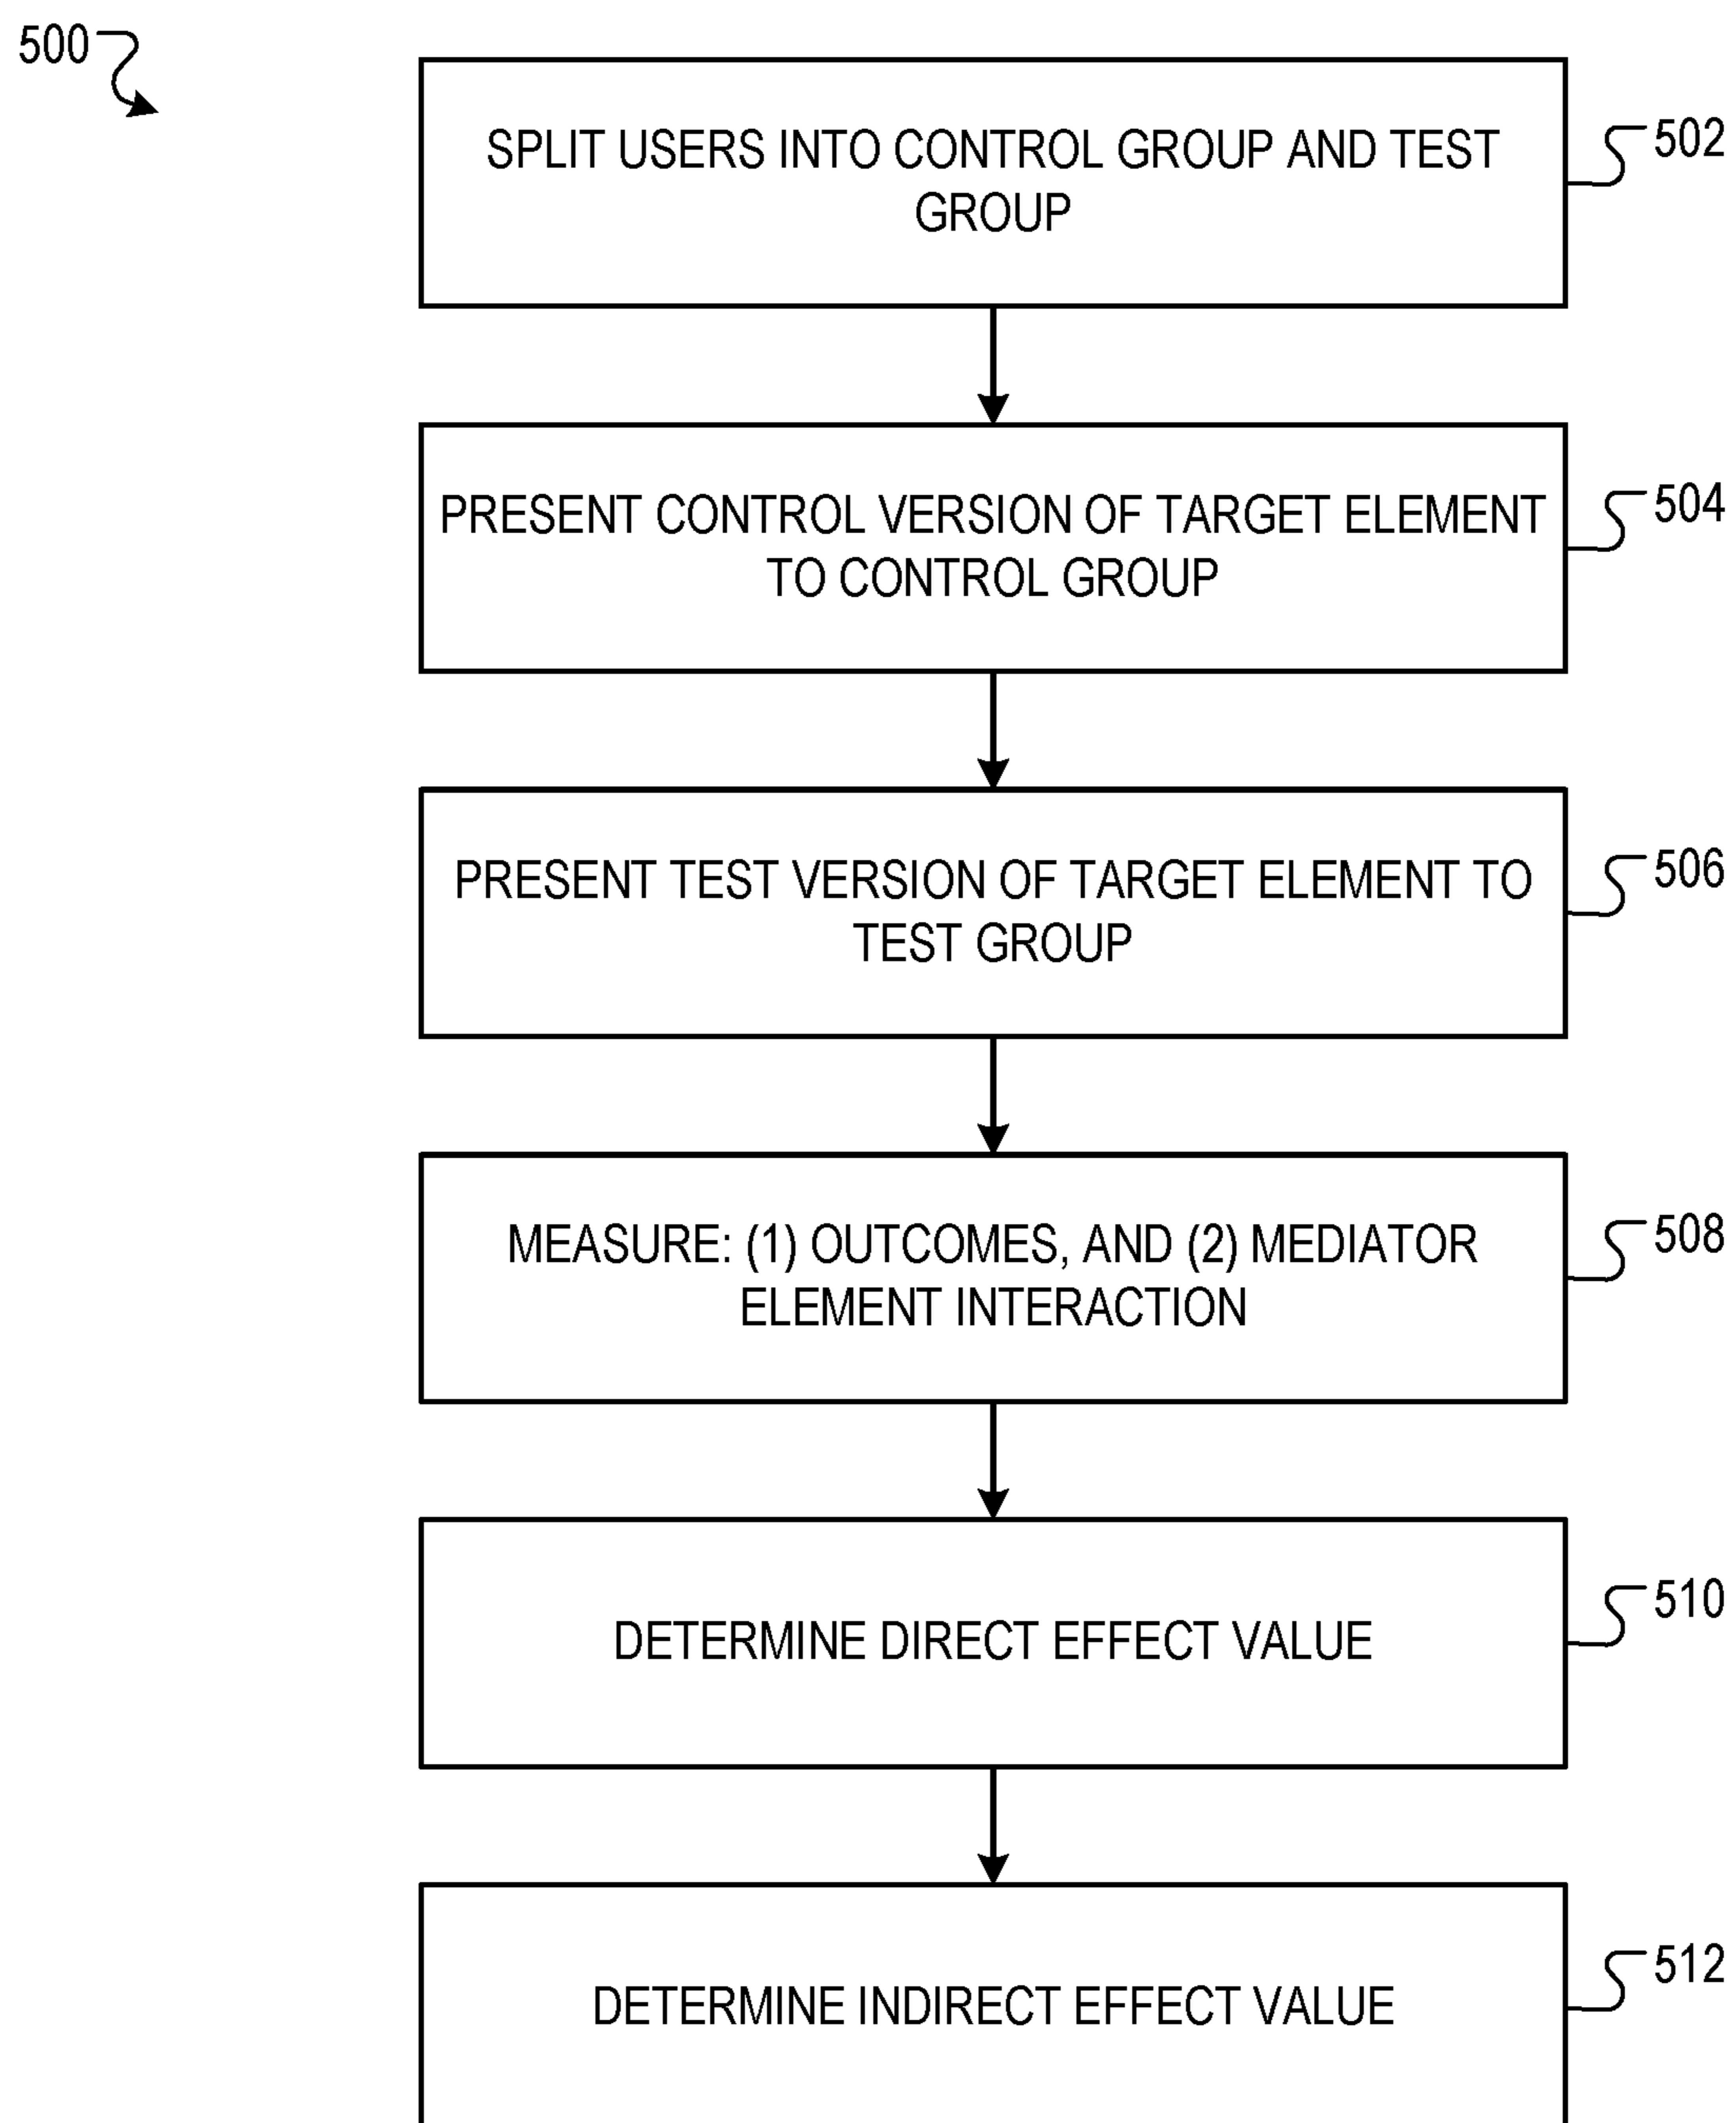 500
SPLIT USERS INTO CONTROL GROUP AND TEST
GROUP
502
PRESENT CONTROL VERSION OF TARGET ELEMENT
TO CONTROL GROUP
504
PRESENT TEST VERSION OF TARGET ELEMENT TO
TEST GROUP
506
MEASURE: (1) OUTCOMES, AND (2) MEDIATOR
ELEMENT INTERACTION
508
DETERMINE DIRECT EFFECT VALUE
510
DETERMINE INDIRECT EFFECT VALUE
512